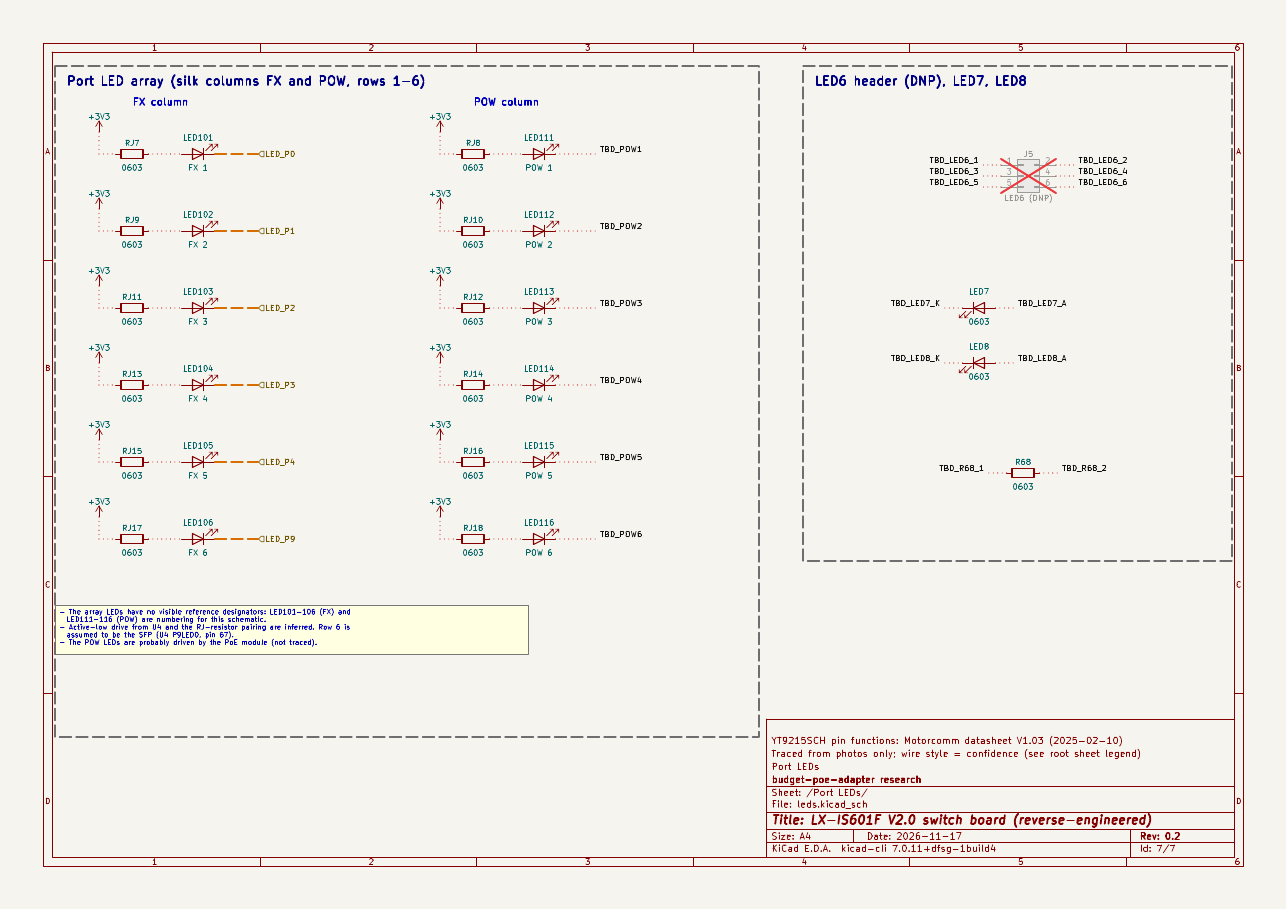 1 2 3 4 5 6
Port LED array (silk columns FX and POW, rows 1-6)
LED6 header (DNP), LED7, LED8
FX column
POW column
A
+3V3
RJ7
0603
LED101
FX 1
LED_P0
+3V3
RJ8
0603
LED111
POW 1
TBD_POW1
+3V3
RJ9
0603
LED102
FX 2
LED_P1
+3V3
RJ10
0603
LED112
POW 2
TBD_POW2
+3V3
RJ11
0603
LED103
FX 3
LED_P2
+3V3
RJ12
0603
LED113
POW 3
TBD_POW3
B
+3V3
RJ13
0603
LED104
FX 4
LED_P3
+3V3
RJ14
0603
LED114
POW 4
TBD_POW4
+3V3
RJ15
0603
LED105
FX 5
LED_P4
+3V3
RJ16
0603
LED115
POW 5
TBD_POW5
+3V3
RJ17
0603
LED106
FX 6
LED_P9
+3V3
RJ18
0603
LED116
POW 6
TBD_POW6
A
J5
TBD_LED6_1 1 2 TBD_LED6_2
TBD_LED6_3 3 4 TBD_LED6_4
TBD_LED6_5 5 6 TBD_LED6_6
LED6 (DNP)
LED7
TBD_LED7_K TBD_LED7_A
0603
LED8
TBD_LED8_K TBD_LED8_A
0603
B
R68
TBD_R68_1 TBD_R68_2
0603
C
C
- The array LEDs have no visible reference designators: LED101-106 (FX) and
LED111-116 (POW) are numbering for this schematic.
- Active-low drive from U4 and the RJ-resistor pairing are inferred. Row 6 is
assumed to be the SFP (U4 P9LED0, pin 67).
- The POW LEDs are probably driven by the PoE module (not traced).
YT9215SCH pin functions: Motorcomm datasheet V1.03 (2025-02-10)
Traced from photos only; wire style = confidence (see root sheet legend)
Port LEDs
budget-poe-adapter research
Sheet: /Port LEDs/
File: leds.kicad_sch
Title: LX-IS601F V2.0 switch board (reverse-engineered)
Size: A4 Date: 2026-11-17 Rev: 0.2
KiCad E.D.A. kicad-cli 7.0.11+dfsg-1build4 Id: 7/7
D
D
1 2 3 4 5 6